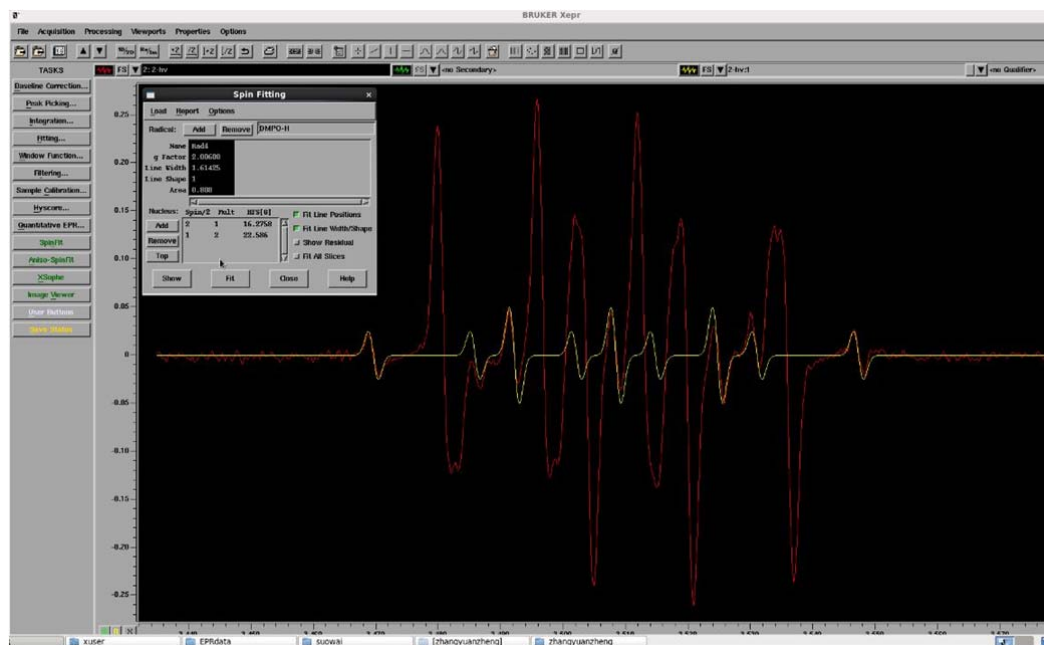 BRUKER Xepr
File Acquisition Processing Viewports Properties Options
TASKS
FS 2:2-hv
FS <no Secondary>
FS 2-hv:1
<no Qualifier>
Baseline Correction...
Peak Picking...
Integration...
Fitting...
Window Function...
Filtering...
Sample Calibration...
Hyscore...
Quantitative EPR...
SpinFit
Aniso-SpinFit
XSophe
Image Viewer
User Buttons
Save Status
Spin Fitting
Load Report Options
Radical: Add Remove DMPO-H
Name Rad4
g Factor 2.00600
Line Width 1.61425
Line Shape 1
Area 0.808
Nucleus: Spin/2 Mult HFS[G]
Add 2 1 16.2758
Remove 1 2 22.586
Top
Fit Line Positions
Fit Line Width/Shape
Show Residual
Fit All Slices
Show Fit Close Help
0.25
0.20
0.15
0.10
0.05
0
-0.05
-0.10
-0.15
-0.20
-0.25
xuser EPRdata suowai [zhangyuanzheng] zhangyuanzheng